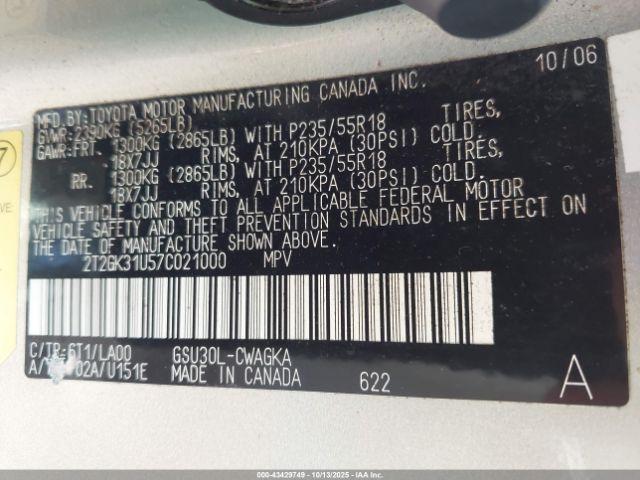 10/06
MFD.BY:TOYOTA MOTOR MANUFACTURING CANADA INC.
GVWR:2390KG (5265LB)
GAWR:FRT 1300KG (2865LB) WITH P235/55R18 TIRES,
18X7JJ RIMS, AT 210KPA (30PSI) COLD.
RR. 1300KG (2865LB) WITH P235/55R18 TIRES,
18X7JJ RIMS, AT 210KPA (30PSI) COLD.
THIS VEHICLE CONFORMS TO ALL APPLICABLE FEDERAL MOTOR
VEHICLE SAFETY AND THEFT PREVENTION STANDARDS IN EFFECT ON
THE DATE OF MANUFACTURE SHOWN ABOVE.
2T2GK31U57C021000 MPV
C/TR:6T1/LA00 GSU30L-CWAGKA
02A/U151E MADE IN CANADA 622 A
7
000-43429749 - 10/13/2025 - IAA Inc.